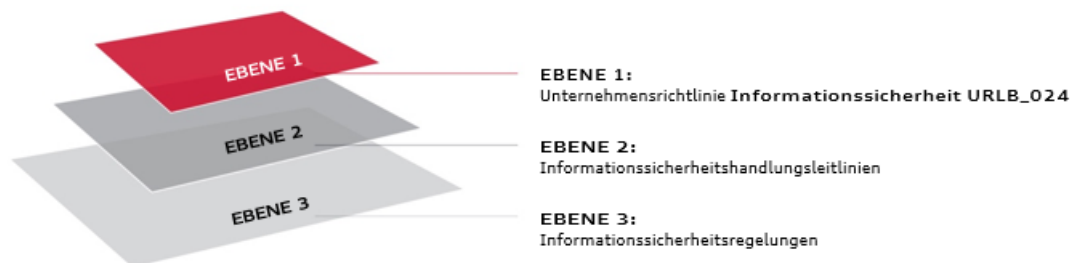 EBENE 1
EBENE 2
EBENE 3
EBENE 1:
Unternehmensrichtlinie Informationssicherheit URLB_024
EBENE 2:
Informationssicherheitshandlungsleitlinien
EBENE 3:
Informationssicherheitsregelungen